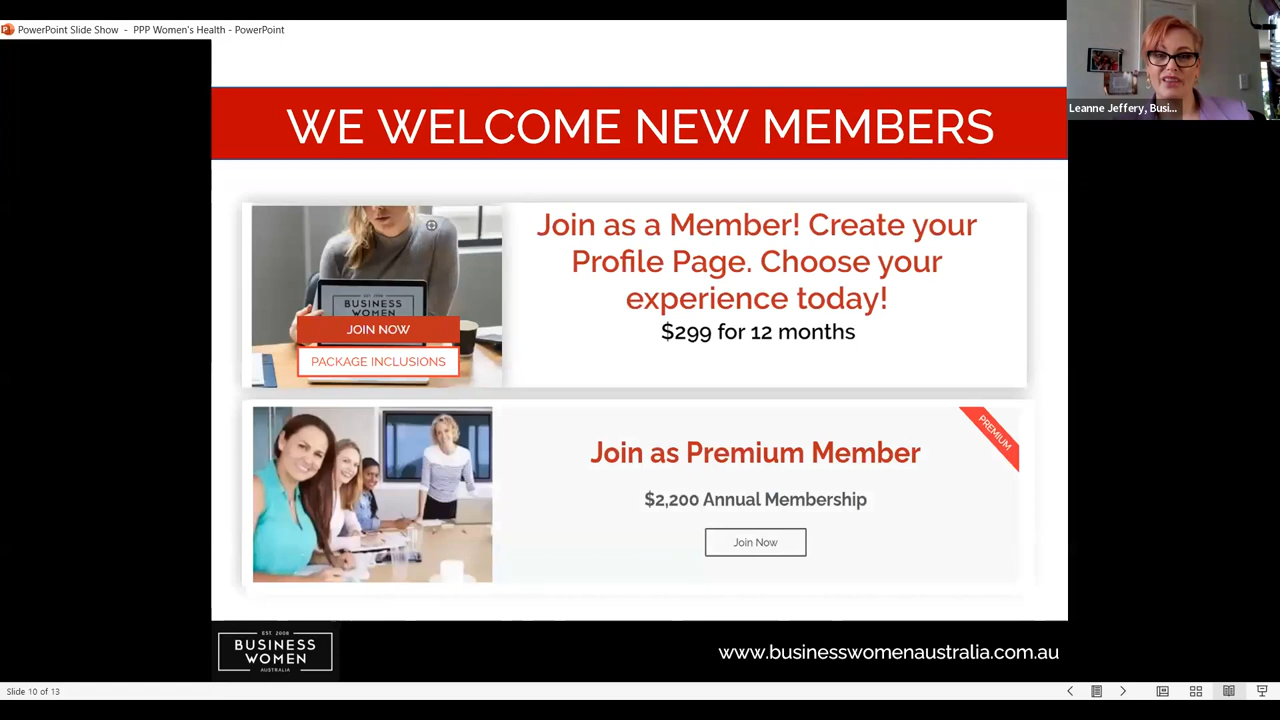 PowerPoint Slide Show - PPP Women's Health - PowerPoint
Leanne Jeffery, Busi...
WE WELCOME NEW MEMBERS
Join as a Member! Create your
Profile Page. Choose your
experience today!
$299 for 12 months
BUSINESS
WOMEN
JOIN NOW
PACKAGE INCLUSIONS
PREMIUM
Join as Premium Member
$2,200 Annual Membership
Join Now
EST. 2008
BUSINESS
WOMEN
AUSTRALIA
www.businesswomenaustralia.com.au
Slide 10 of 13